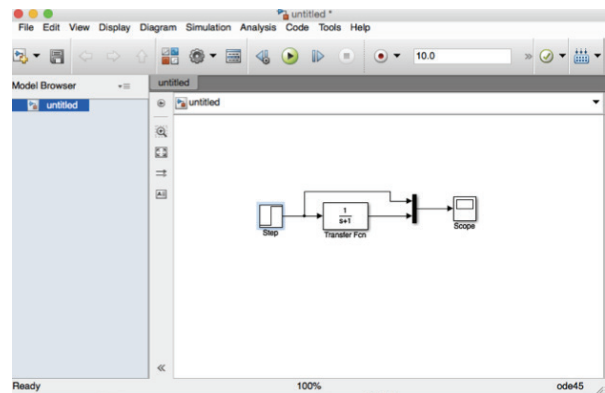 untitled *
File Edit View Display Diagram Simulation Analysis Code Tools Help
10.0
Model Browser
untitled
untitled
untitled
Step
1
s+1
Transfer Fcn
Scope
Ready
100%
ode45